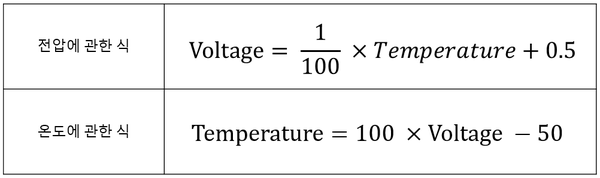 전압에 관한 식
Voltage = 1/100 × Temperature + 0.5
온도에 관한 식
Temperature = 100 × Voltage − 50